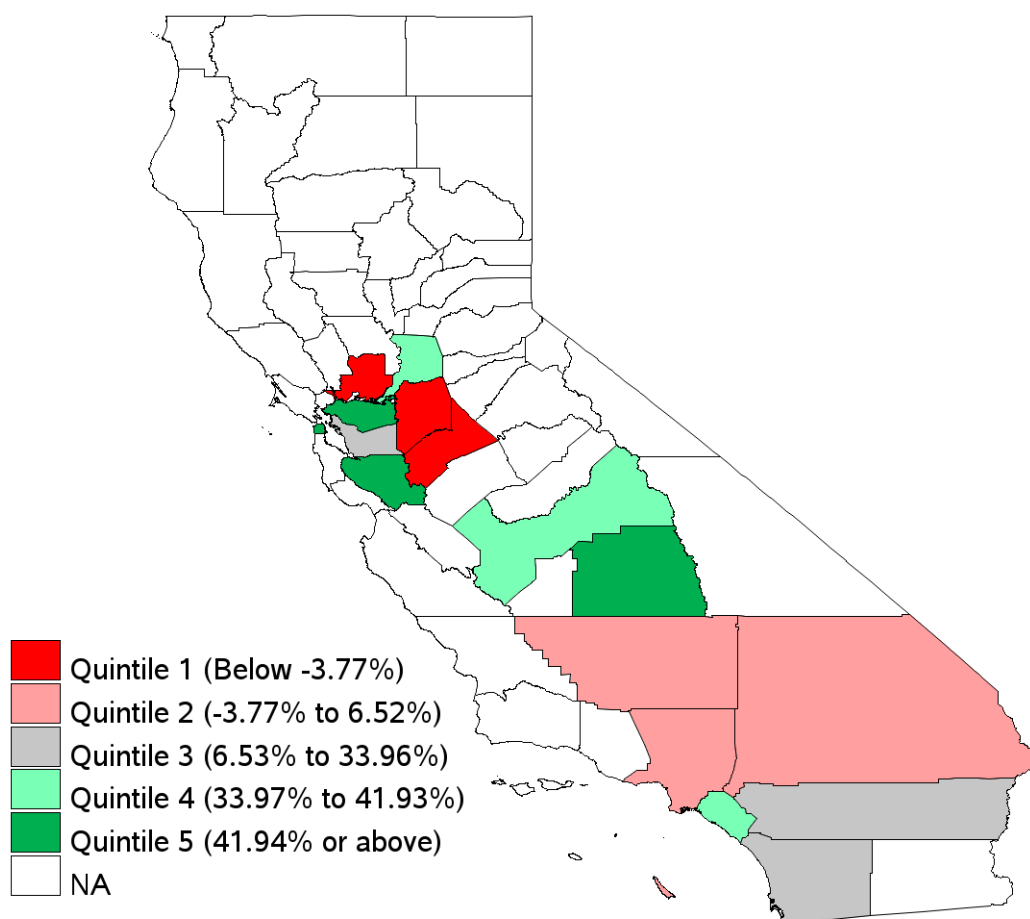 Quintile 1 (Below -3.77%)
Quintile 2 (-3.77% to 6.52%)
Quintile 3 (6.53% to 33.96%)
Quintile 4 (33.97% to 41.93%)
Quintile 5 (41.94% or above)
NA